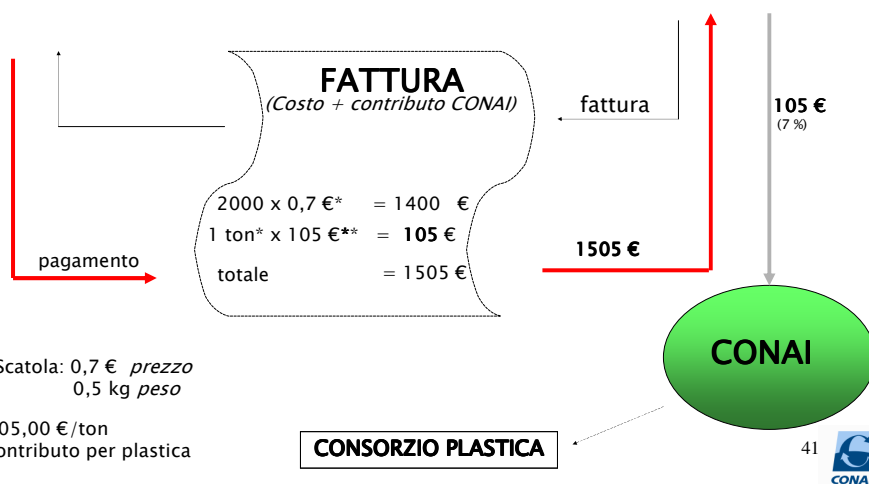 FATTURA
(Costo + contributo CONAI)
fattura
105 €
(7 %)
2000 x 0,7 €* = 1400 €
1 ton* x 105 €** = 105 €
totale = 1505 €
pagamento
1505 €
CONAI
Scatola: 0,7 € prezzo
0,5 kg peso
05,00 €/ton
ontributo per plastica
CONSORZIO PLASTICA
41
CONA